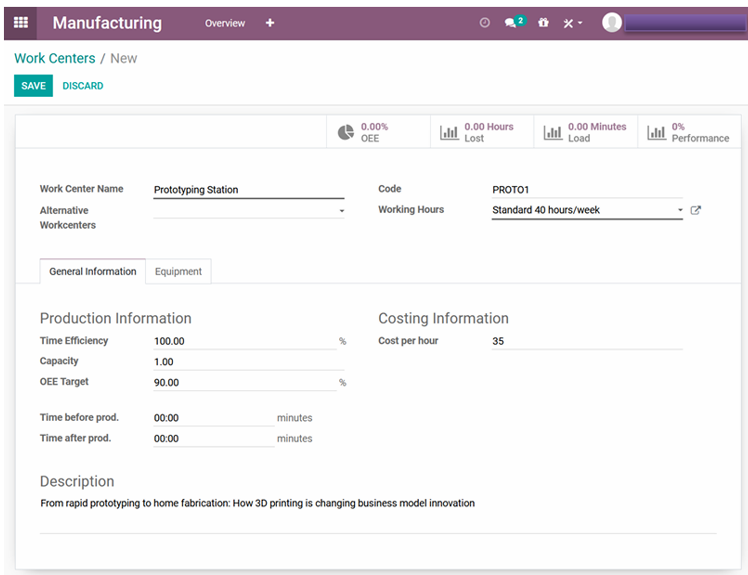 Manufacturing Overview + 2
Work Centers / New
SAVE DISCARD
0.00% 0.00 Hours 0.00 Minutes 0%
OEE Lost Load Performance
Work Center Name Prototyping Station Code PROTO1
Alternative Working Hours Standard 40 hours/week
Workcenters
General Information Equipment
Production Information Costing Information
Time Efficiency 100.00 % Cost per hour 35
Capacity 1.00
OEE Target 90.00 %
Time before prod. 00:00 minutes
Time after prod. 00:00 minutes
Description
From rapid prototyping to home fabrication: How 3D printing is changing business model innovation